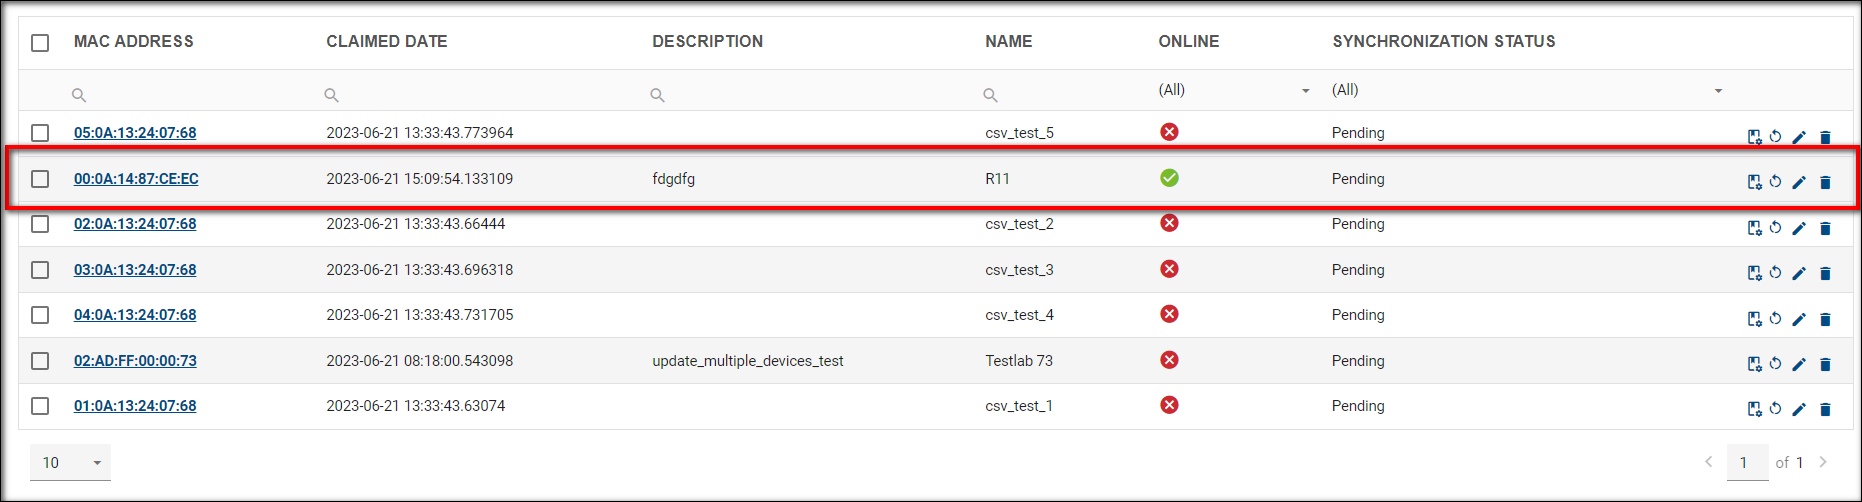 MAC ADDRESS CLAIMED DATE DESCRIPTION NAME ONLINE SYNCHRONIZATION STATUS
(All) (All)
05:0A:13:24:07:68 2023-06-21 13:33:43.773964 csv_test_5 Pending
00:0A:14:87:CE:EC 2023-06-21 15:09:54.133109 fdgdfg R11 Pending
02:0A:13:24:07:68 2023-06-21 13:33:43.66444 csv_test_2 Pending
03:0A:13:24:07:68 2023-06-21 13:33:43.696318 csv_test_3 Pending
04:0A:13:24:07:68 2023-06-21 13:33:43.731705 csv_test_4 Pending
02:AD:FF:00:00:73 2023-06-21 08:18:00.543098 update_multiple_devices_test Testlab 73 Pending
01:0A:13:24:07:68 2023-06-21 13:33:43.63074 csv_test_1 Pending
10 1 of 1